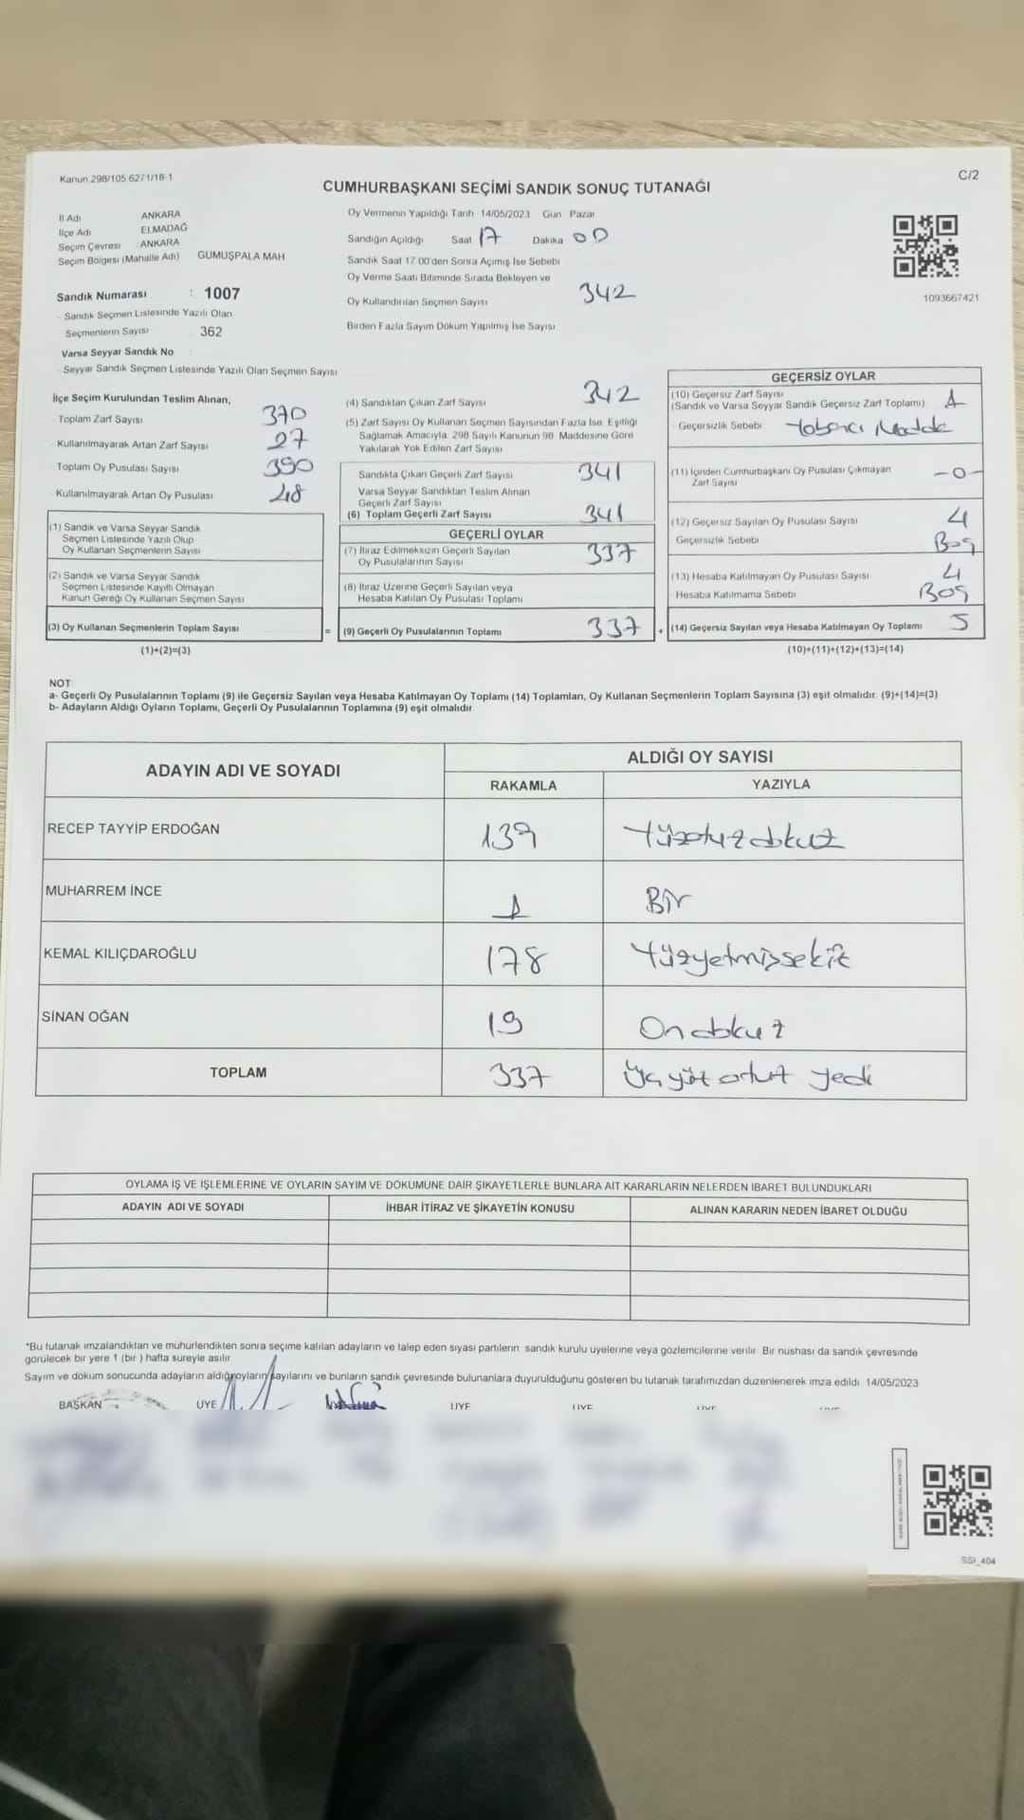 Kanun 298/105 6271/18-1
C/2
CUMHURBAŞKANI SEÇİMİ SANDIK SONUÇ TUTANAĞI
İl Adı ANKARA
İlçe Adı ELMADAĞ
Seçim Çevresi ANKARA
Seçim Bölgesi (Mahalle Adı) GÜMÜŞPALA MAH
Sandık Numarası : 1007
Sandık Seçmen Listesinde Yazılı Olan
Seçmenlerin Sayısı 362
Varsa Seyyar Sandık No
Seyyar Sandık Seçmen Listesinde Yazılı Olan Seçmen Sayısı
Oy Vermenin Yapıldığı Tarih 14/05/2023 Gün Pazar
Sandığın Açıldığı Saat 17 Dakika 00
Sandık Saat 17 00'den Sonra Açılmış İse Sebebi
Oy Verme Saati Bitiminde Sırada Bekleyen ve
Oy Kullandırılan Seçmen Sayısı 342
Birden Fazla Sayım Döküm Yapılmış İse Sayısı
1093667421
İlçe Seçim Kurulundan Teslim Alınan,
Toplam Zarf Sayısı 370
Kullanılmayarak Artan Zarf Sayısı 27
Toplam Oy Pusulası Sayısı 390
Kullanılmayarak Artan Oy Pusulası 48
(1) Sandık ve Varsa Seyyar Sandık
Seçmen Listesinde Yazılı Olup
Oy Kullanan Seçmenlerin Sayısı
(2) Sandık ve Varsa Seyyar Sandık
Seçmen Listesinde Kayıtlı Olmayan
Kanun Gereği Oy Kullanan Seçmen Sayısı
(3) Oy Kullanan Seçmenlerin Toplam Sayısı
(1)+(2)=(3)
(4) Sandıktan Çıkan Zarf Sayısı 342
(5) Zarf Sayısı Oy Kullanan Seçmen Sayısından Fazla İse Eşitliği
Sağlamak Amacıyla 298 Sayılı Kanunun 98 Maddesine Göre
Yakılarak Yok Edilen Zarf Sayısı
Sandıkta Çıkan Geçerli Zarf Sayısı 341
Varsa Seyyar Sandıktan Teslim Alınan
Geçerli Zarf Sayısı
(6) Toplam Geçerli Zarf Sayısı 341
GEÇERLİ OYLAR
(7) İtiraz Edilmeksizin Geçerli Sayılan
Oy Pusulalarının Sayısı 337
(8) İtiraz Üzerine Geçerli Sayılan veya
Hesaba Katılan Oy Pusulası Toplamı
= (9) Geçerli Oy Pusulalarının Toplamı 337 +
GEÇERSİZ OYLAR
(10) Geçersiz Zarf Sayısı
(Sandık ve Varsa Seyyar Sandık Geçersiz Zarf Toplamı) 1
Geçersizlik Sebebi Yabancı Madde
(11) İçinden Cumhurbaşkanı Oy Pusulası Çıkmayan
Zarf Sayısı -0-
(12) Geçersiz Sayılan Oy Pusulası Sayısı 4
Geçersizlik Sebebi Boş
(13) Hesaba Katılmayan Oy Pusulası Sayısı 4
Hesaba Katılmama Sebebi Boş
(14) Geçersiz Sayılan veya Hesaba Katılmayan Oy Toplamı 5
(10)+(11)+(12)+(13)=(14)
NOT
a- Geçerli Oy Pusulalarının Toplamı (9) ile Geçersiz Sayılan veya Hesaba Katılmayan Oy Toplamı (14) Toplamları, Oy Kullanan Seçmenlerin Toplam Sayısına (3) eşit olmalıdır. (9)+(14)=(3)
b- Adayların Aldığı Oyların Toplamı, Geçerli Oy Pusulalarının Toplamına (9) eşit olmalıdır
ADAYIN ADI VE SOYADI
ALDIĞI OY SAYISI
RAKAMLA YAZIYLA
RECEP TAYYİP ERDOĞAN 139 Yüzotuzdokuz
MUHARREM İNCE 1 Bir
KEMAL KILIÇDAROĞLU 178 Yüzyetmişsekiz
SİNAN OĞAN 19 Ondokuz
TOPLAM 337 Üçyüz otuz yedi
OYLAMA İŞ VE İŞLEMLERİNE VE OYLARIN SAYIM VE DÖKÜMÜNE DAİR ŞİKAYETLERLE BUNLARA AİT KARARLARIN NELERDEN İBARET BULUNDUKLARI
ADAYIN ADI VE SOYADI İHBAR İTİRAZ VE ŞİKAYETİN KONUSU ALINAN KARARIN NEDEN İBARET OLDUĞU
*Bu tutanak imzalandıktan ve mühürlendikten sonra seçime katılan adayların ve talep eden siyasi partilerin sandık kurulu üyelerine veya gözlemcilerine verilir. Bir nüshası da sandık çevresinde
görülecek bir yere 1 (bir) hafta süreyle asılır
Sayım ve döküm sonucunda adayların aldığı oyların sayılarını ve bunların sandık çevresinde bulunanlara duyurulduğunu gösteren bu tutanak tarafımızdan düzenlenerek imza edildi 14/05/2023
BAŞKAN ÜYE ÜYE ÜYE
SSI_404